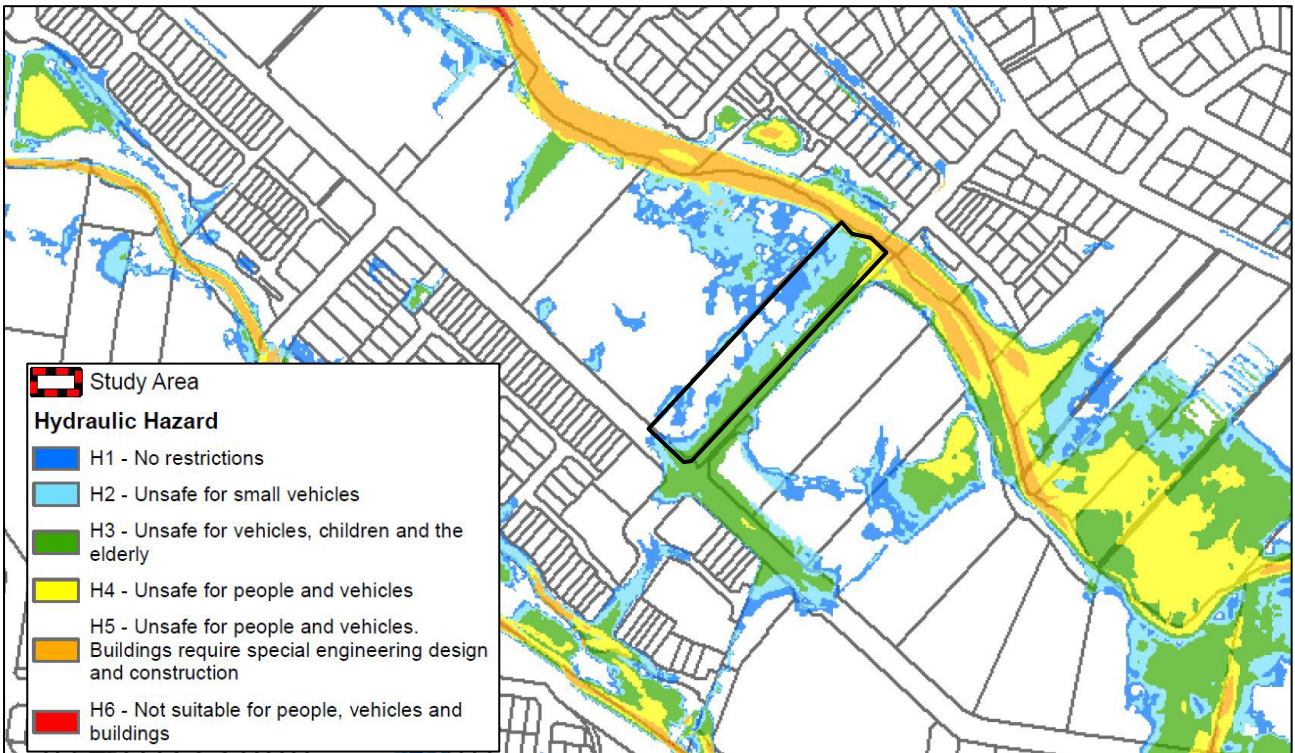 Study Area
Hydraulic Hazard
H1 - No restrictions
H2 - Unsafe for small vehicles
H3 - Unsafe for vehicles, children and the
elderly
H4 - Unsafe for people and vehicles
H5 - Unsafe for people and vehicles.
Buildings require special engineering design
and construction
H6 - Not suitable for people, vehicles and
buildings